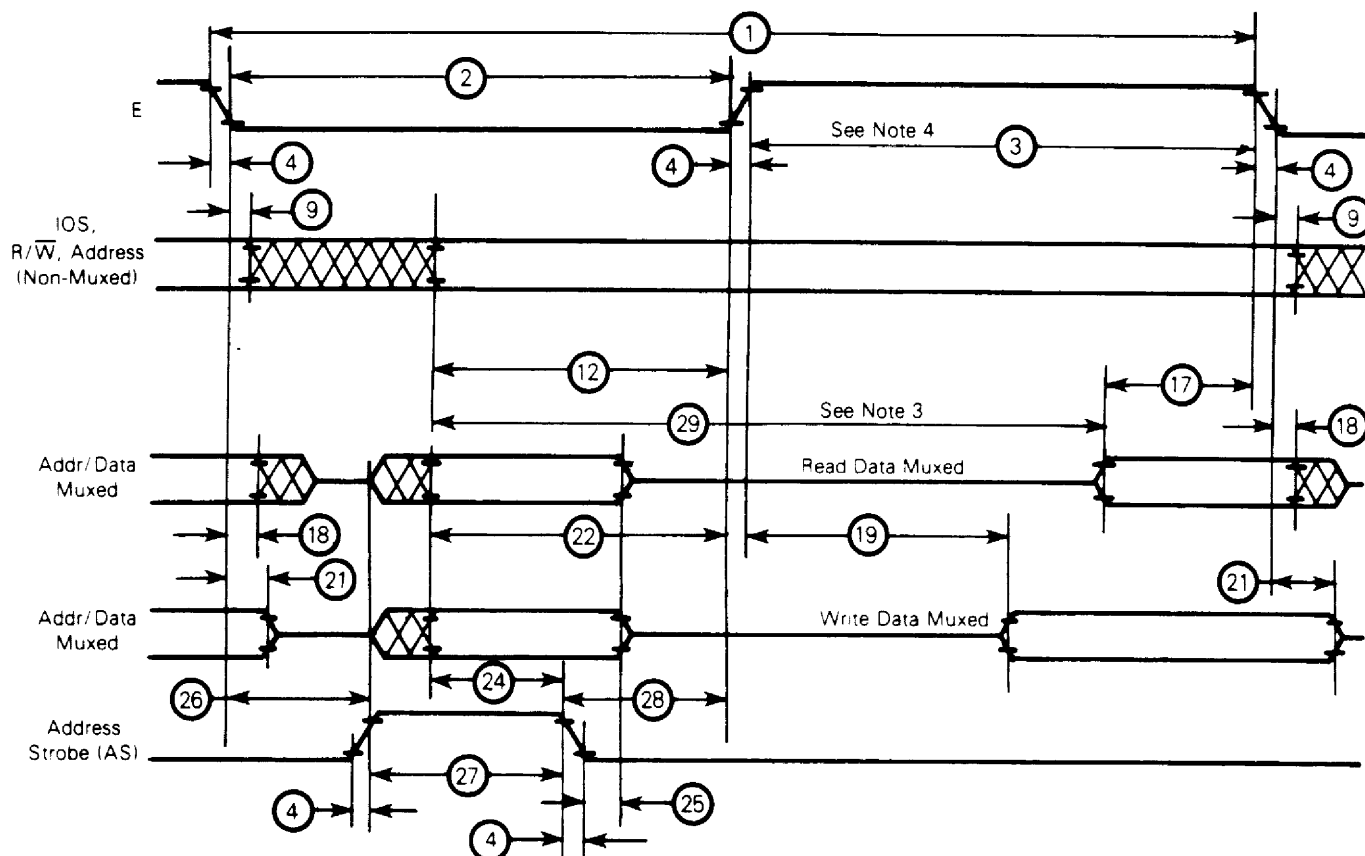 1
2
E
See Note 4
3
4
4
4
9
9
IOS,
R/W̅, Address
(Non-Muxed)
12
17
See Note 3
29
18
Addr/Data
Muxed
Read Data Muxed
18
22
19
21
21
Addr/Data
Muxed
Write Data Muxed
24
26
28
Address
Strobe (AS)
27
4
25
4